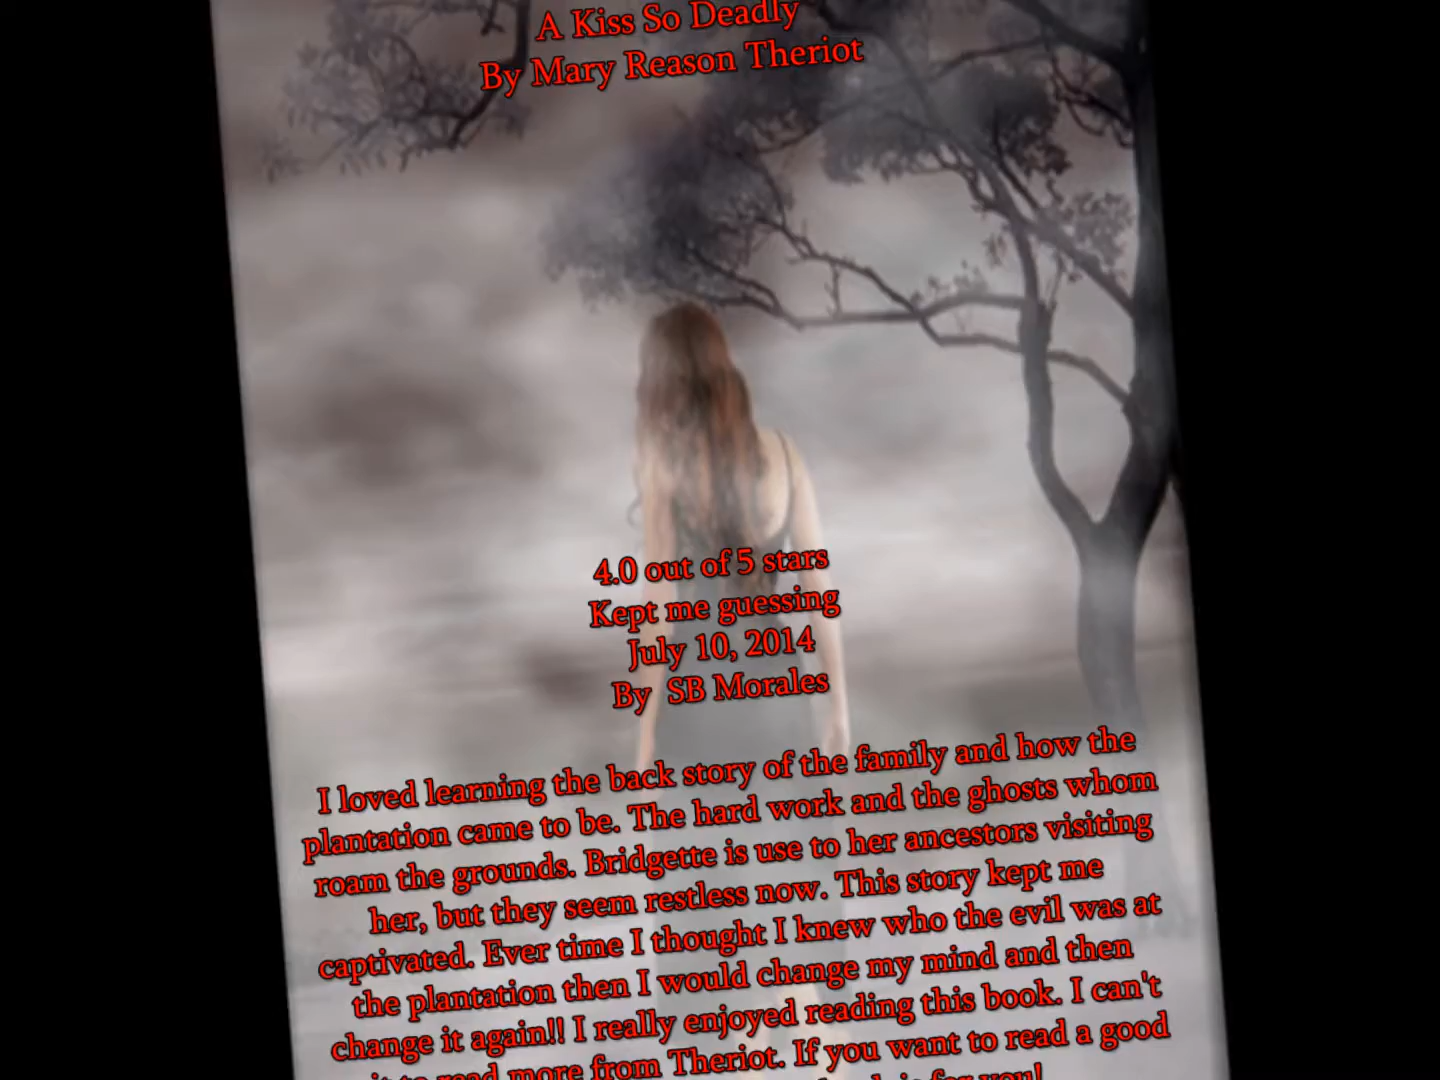 A Kiss So Deadly
By Mary Reason Theriot
4.0 out of 5 stars
Kept me guessing
July 10, 2014
By SB Morales
I loved learning the back story of the family and how the
plantation came to be. The hard work and the ghosts whom
roam the grounds. Bridgette is use to her ancestors visiting
her, but they seem restless now. This story kept me
captivated. Ever time I thought I knew who the evil was at
the plantation then I would change my mind and then
change it again!! I really enjoyed reading this book. I can't
to read more from Theriot. If you want to read a good
is for you!